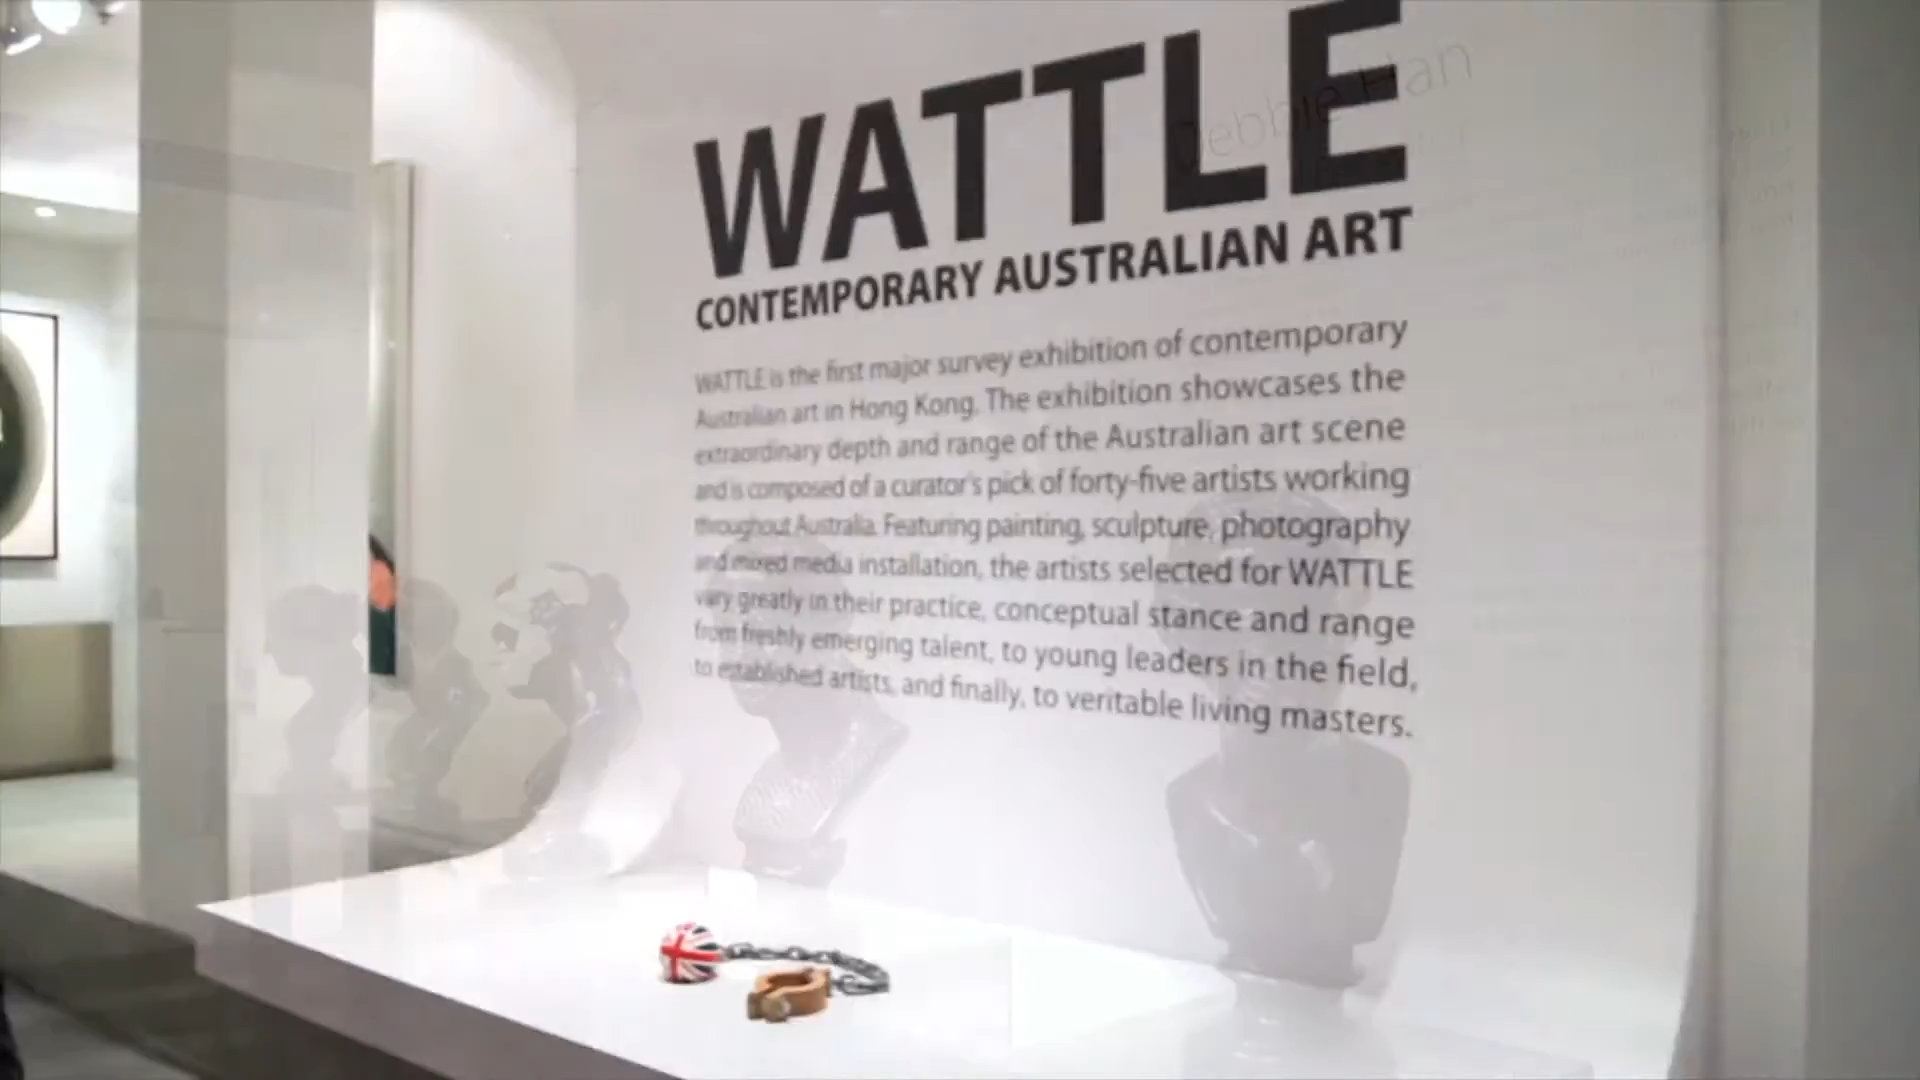 WATTLE
Debbie Han
CONTEMPORARY AUSTRALIAN ART
WATTLE is the first major survey exhibition of contemporary
Australian art in Hong Kong. The exhibition showcases the
extraordinary depth and range of the Australian art scene
and is composed of a curator's pick of forty-five artists working
throughout Australia. Featuring painting, sculpture, photography
and mixed media installation, the artists selected for WATTLE
vary greatly in their practice, conceptual stance and range
from freshly emerging talent, to young leaders in the field,
to established artists, and finally, to veritable living masters.